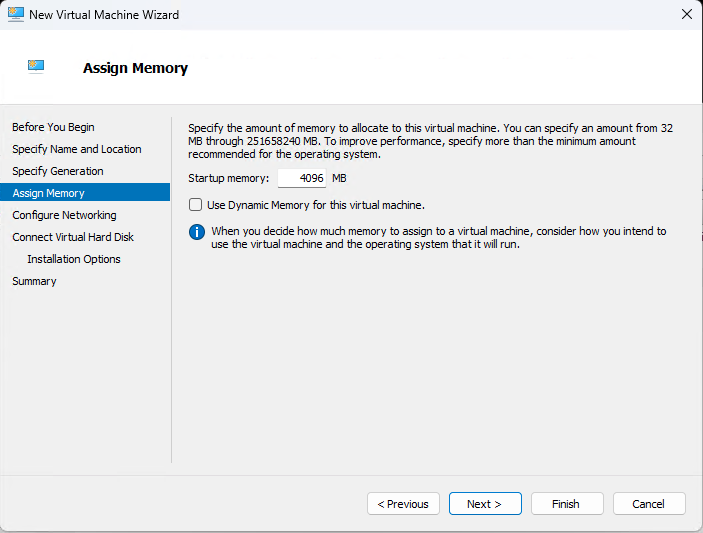 New Virtual Machine Wizard
Assign Memory
Before You Begin
Specify Name and Location
Specify Generation
Assign Memory
Configure Networking
Connect Virtual Hard Disk
Installation Options
Summary
Specify the amount of memory to allocate to this virtual machine. You can specify an amount from 32
MB through 251658240 MB. To improve performance, specify more than the minimum amount
recommended for the operating system.
Startup memory: 4096 MB
Use Dynamic Memory for this virtual machine.
When you decide how much memory to assign to a virtual machine, consider how you intend to
use the virtual machine and the operating system that it will run.
< Previous Next > Finish Cancel